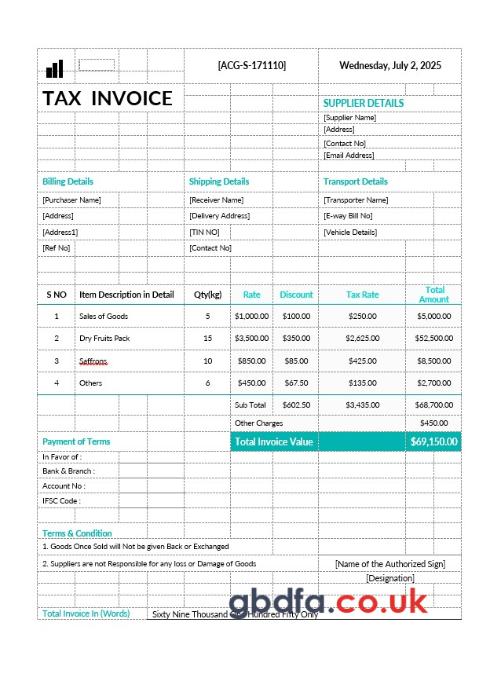 [ACG-S-171110] Wednesday, July 2, 2025
TAX INVOICE
SUPPLIER DETAILS
[Supplier Name]
[Address]
[Contact No]
[Email Address]
Billing Details Shipping Details Transport Details
[Purchaser Name] [Receiver Name] [Transporter Name]
[Address] [Delivery Address] [E-way Bill No]
[Address1] [TIN NO] [Vehicle Details]
[Ref No] [Contact No]
S NO Item Description in Detail Qty(kg) Rate Discount Tax Rate Total Amount
1 Sales of Goods 5 $1,000.00 $100.00 $250.00 $5,000.00
2 Dry Fruits Pack 15 $3,500.00 $350.00 $2,625.00 $52,500.00
3 Saffrons 10 $850.00 $85.00 $425.00 $8,500.00
4 Others 6 $450.00 $67.50 $135.00 $2,700.00
Sub Total $602.50 $3,435.00 $68,700.00
Other Charges $450.00
Payment of Terms Total Invoice Value $69,150.00
In Favor of :
Bank & Branch :
Account No :
IFSC Code :
Terms & Condition
1. Goods Once Sold will Not be given Back or Exchanged
2. Suppliers are not Responsible for any loss or Damage of Goods [Name of the Authorized Sign]
[Designation]
gbdfa.co.uk
Total Invoice In (Words) Sixty Nine Thousand One Hundred Fifty Only